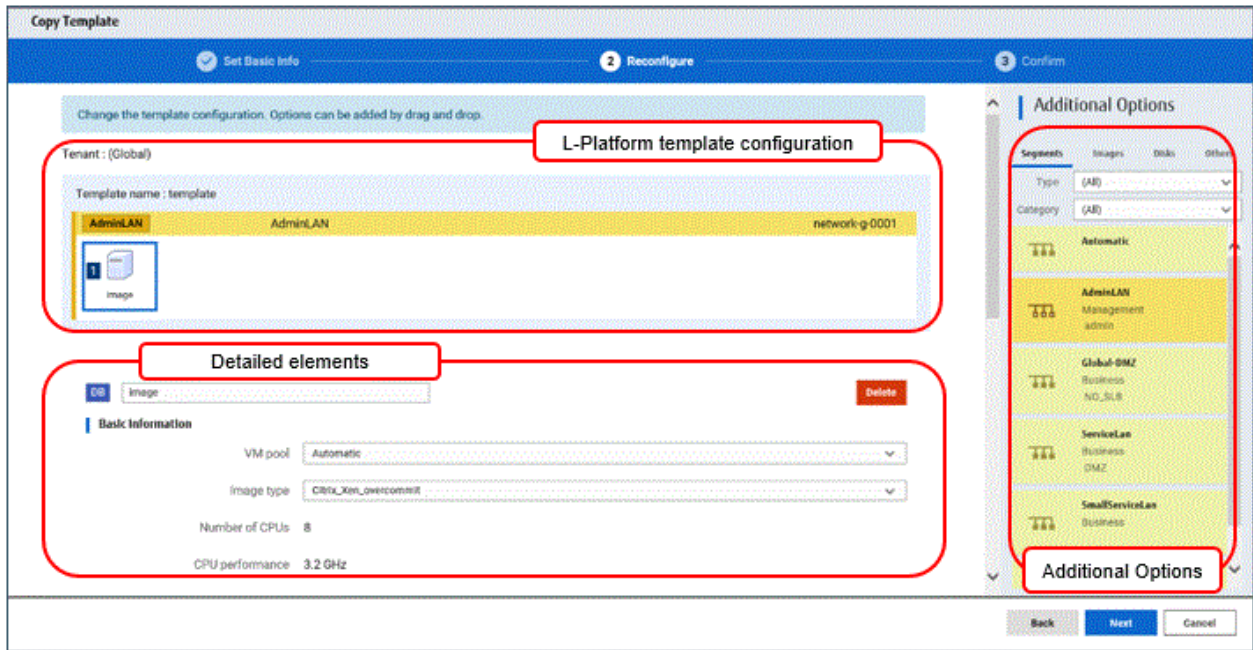 Copy Template
Set Basic Info
2 Reconfigure
3 Confirm
Change the template configuration. Options can be added by drag and drop.
L-Platform template configuration
Tenant : (Global)
Template name : template
AdminLAN AdminLAN network-g-0001
1
image
Detailed elements
DB image Delete
Basic Information
VM pool Automatic
Image type Citrix_Xen_overcommit
Number of CPUs 8
CPU performance 3.2 GHz
Additional Options
Segments Images Disks Others
Type (All)
Category (All)
Automatic
AdminLAN
Management
admin
Global-DMZ
Business
NO_SLB
ServiceLan
Business
DMZ
SmallServiceLan
Business
Additional Options
Back Next Cancel